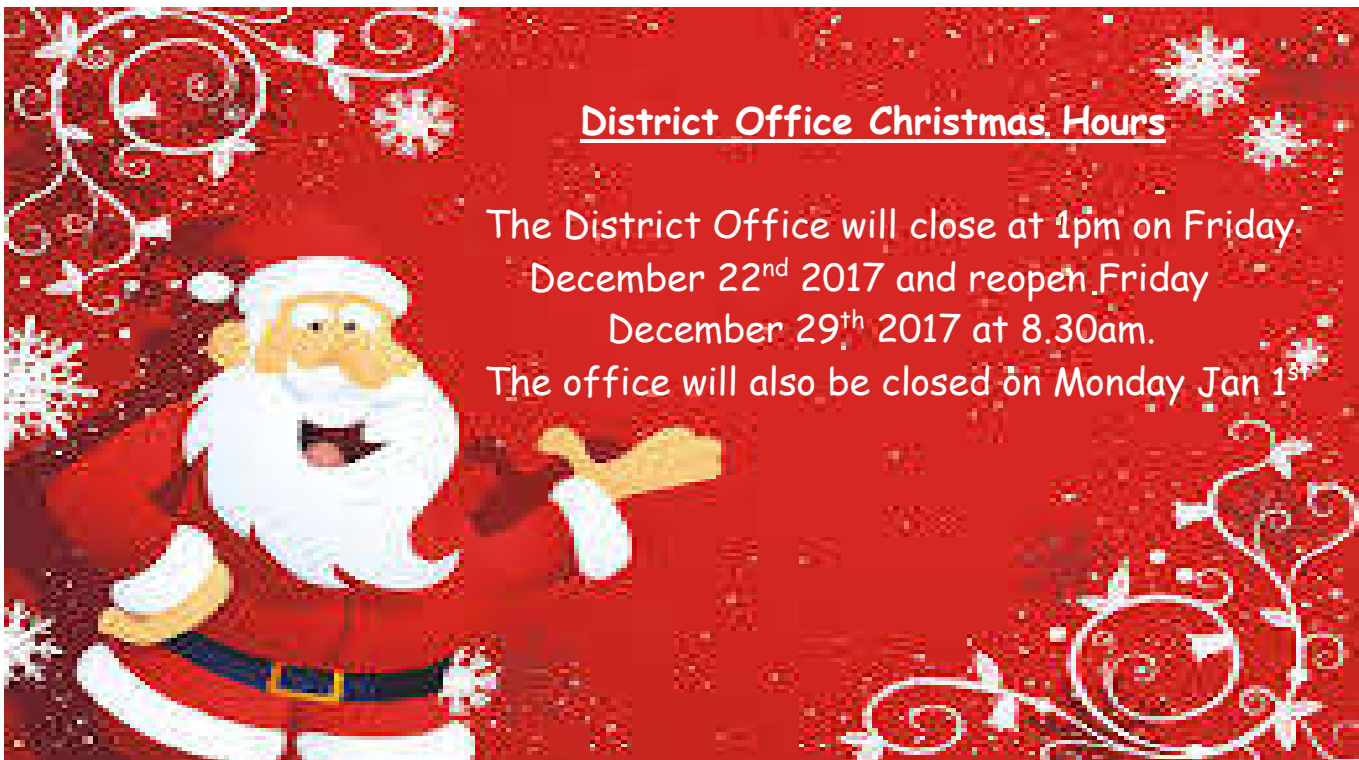 District Office Christmas Hours
The District Office will close at 1pm on Friday
December 22nd 2017 and reopen Friday
December 29th 2017 at 8.30am.
The office will also be closed on Monday Jan 1st